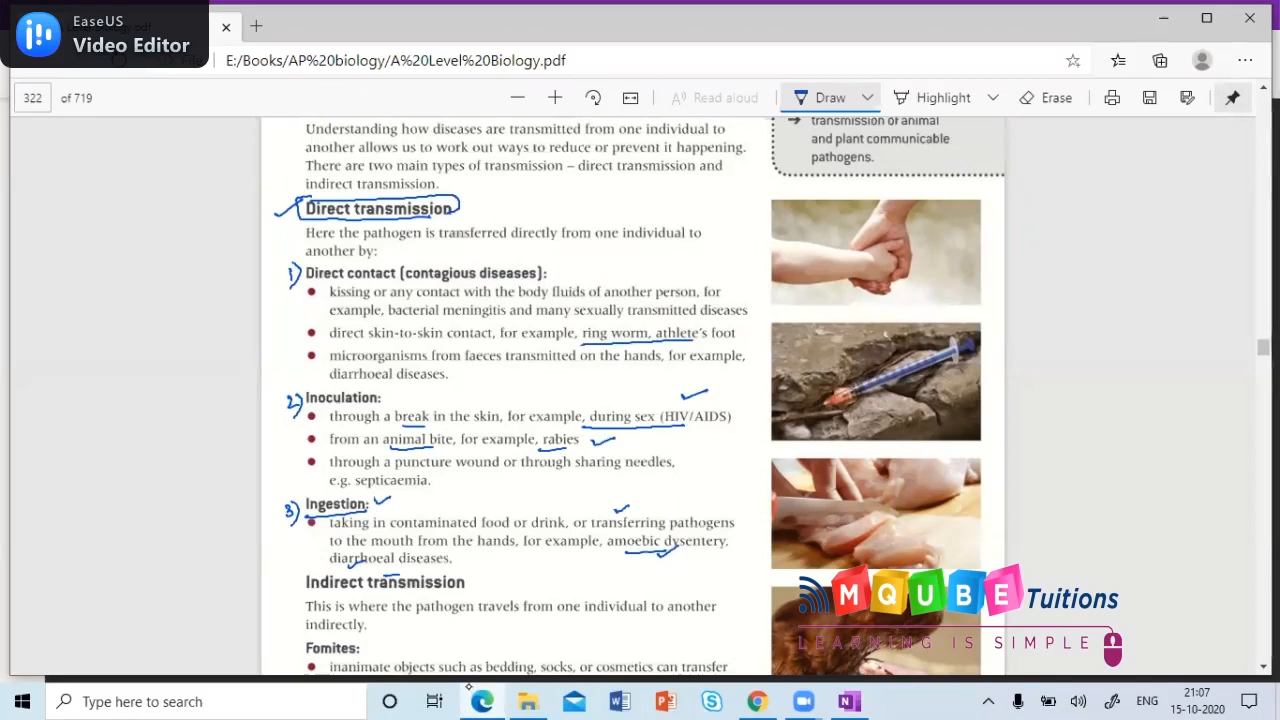 EaseUS
Video Editor
E:/Books/AP%20biology/A%20Level%20Biology.pdf
322 of 719
Read aloud
Draw
Highlight
Erase
Understanding how diseases are transmitted from one individual to
another allows us to work out ways to reduce or prevent it happening.
There are two main types of transmission – direct transmission and
indirect transmission.
→ transmission of animal
and plant communicable
pathogens.
Direct transmission
Here the pathogen is transferred directly from one individual to
another by:
1) Direct contact (contagious diseases):
● kissing or any contact with the body fluids of another person, for
example, bacterial meningitis and many sexually transmitted diseases
● direct skin-to-skin contact, for example, ring worm, athlete's foot
● microorganisms from faeces transmitted on the hands, for example,
diarrhoeal diseases.
2) Inoculation:
● through a break in the skin, for example, during sex (HIV/AIDS)
● from an animal bite, for example, rabies
● through a puncture wound or through sharing needles,
e.g. septicaemia.
3) Ingestion:
● taking in contaminated food or drink, or transferring pathogens
to the mouth from the hands, for example, amoebic dysentery,
diarrhoeal diseases.
Indirect transmission
This is where the pathogen travels from one individual to another
indirectly.
Fomites:
● inanimate objects such as bedding, socks, or cosmetics can transfer
MQUBE Tuitions
LEARNING IS SIMPLE
Type here to search
ENG
21:07
15-10-2020